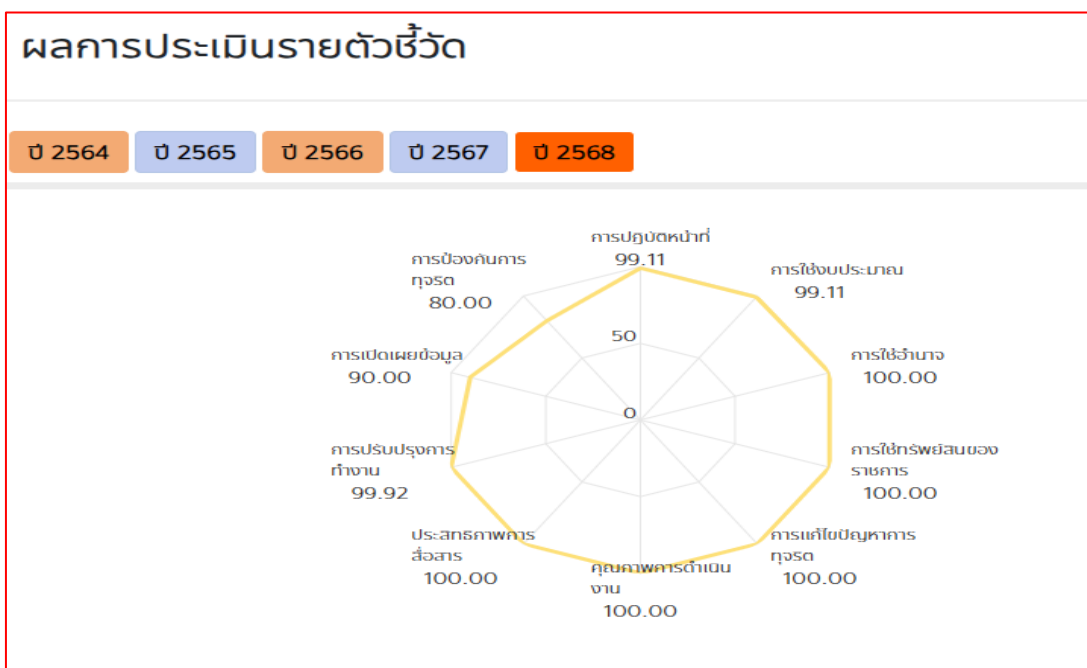 ผลการประเมินรายตัวชี้วัด
ปี 2564
ปี 2565
ปี 2566
ปี 2567
ปี 2568
การปฏิบัติหน้าที่
99.11
การใช้งบประมาณ
99.11
การใช้อำนาจ
100.00
การใช้ทรัพย์สินของ
ราชการ
100.00
การแก้ไขปัญหาการ
ทุจริต
100.00
คุณภาพการดำเนิน
งาน
100.00
ประสิทธิภาพการ
สื่อสาร
100.00
การปรับปรุงการ
ทำงาน
99.92
การเปิดเผยข้อมูล
90.00
การป้องกันการ
ทุจริต
80.00
50
0